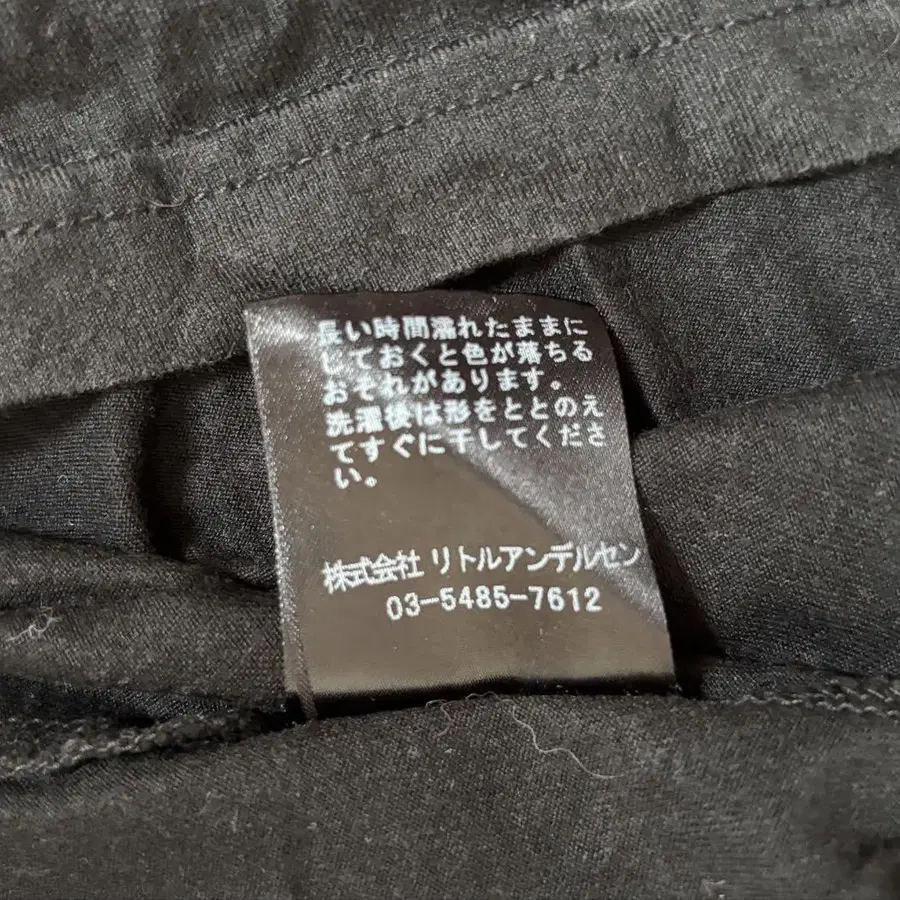 長い時間濡れたままに
しておくと色が落ちる
おそれがあります。
洗濯後は形をととのえ
てすぐに干してくださ
い。
株式会社 リトルアンデルセン
03-5485-7612